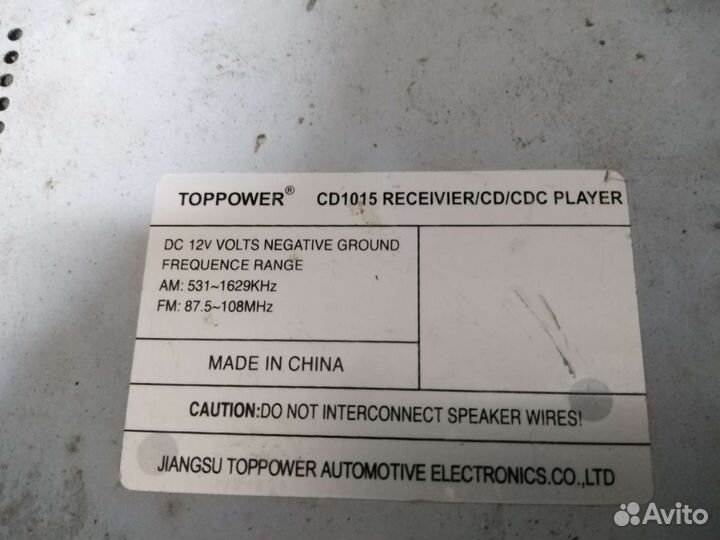 TOPPOWER® CD1015 RECEIVIER/CD/CDC PLAYER
DC 12V VOLTS NEGATIVE GROUND
FREQUENCE RANGE
AM: 531~1629KHz
FM: 87.5~108MHz
MADE IN CHINA
CAUTION:DO NOT INTERCONNECT SPEAKER WIRES!
JIANGSU TOPPOWER AUTOMOTIVE ELECTRONICS.CO.,LTD
Avito